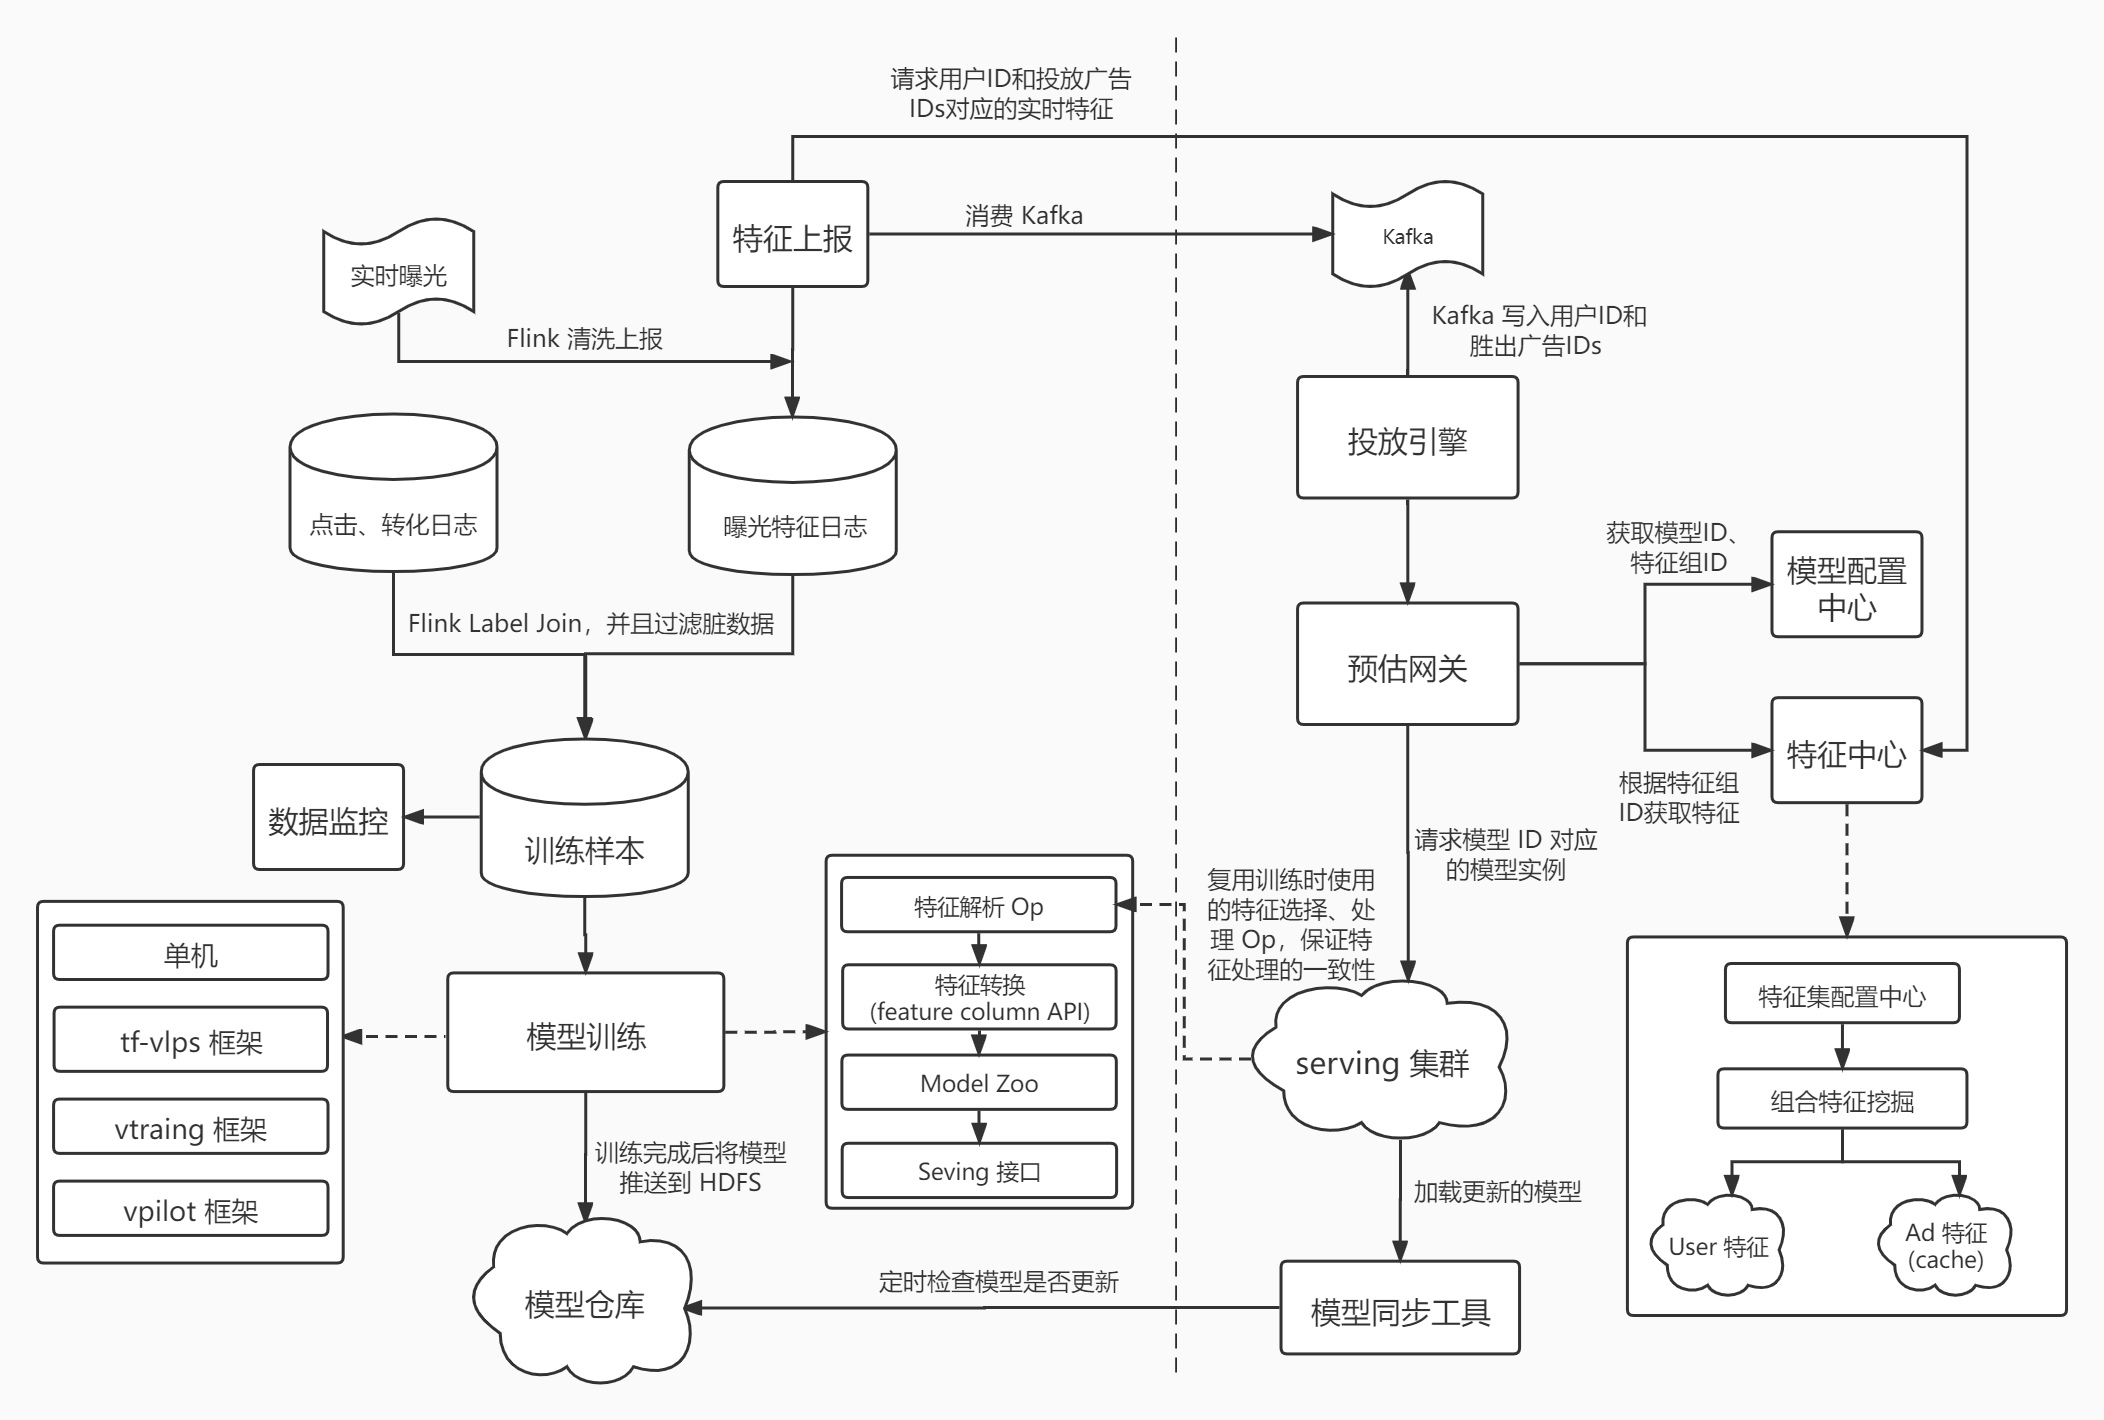 请求用户ID和投放广告
IDs对应的实时特征
特征上报
消费 Kafka
Kafka
实时曝光
Flink 清洗上报
Kafka 写入用户ID和
胜出广告IDs
投放引擎
点击、转化日志
曝光特征日志
获取模型ID、
特征组ID
模型配置
中心
Flink Label Join，并且过滤脏数据
预估网关
特征中心
根据特征组
ID获取特征
数据监控
训练样本
请求模型 ID 对应
的模型实例
复用训练时使用
的特征选择、处
理 Op，保证特
征处理的一致性
单机
tf-vlps 框架
vtraing 框架
vpilot 框架
模型训练
特征解析 Op
特征转换
(feature column API)
Model Zoo
Seving 接口
serving 集群
特征集配置中心
组合特征挖掘
User 特征
Ad 特征
(cache)
训练完成后将模型
推送到 HDFS
加载更新的模型
模型仓库
定时检查模型是否更新
模型同步工具